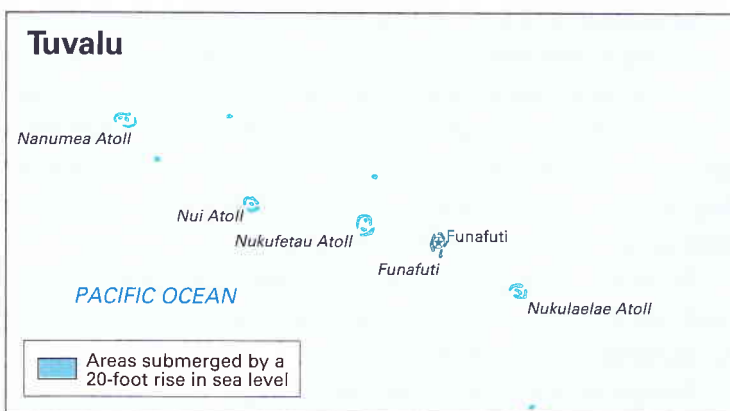 Tuvalu
Nanumea Atoll
Nui Atoll
Nukufetau Atoll
Funafuti
Funafuti
PACIFIC OCEAN
Nukulaelae Atoll
Areas submerged by a
20-foot rise in sea level